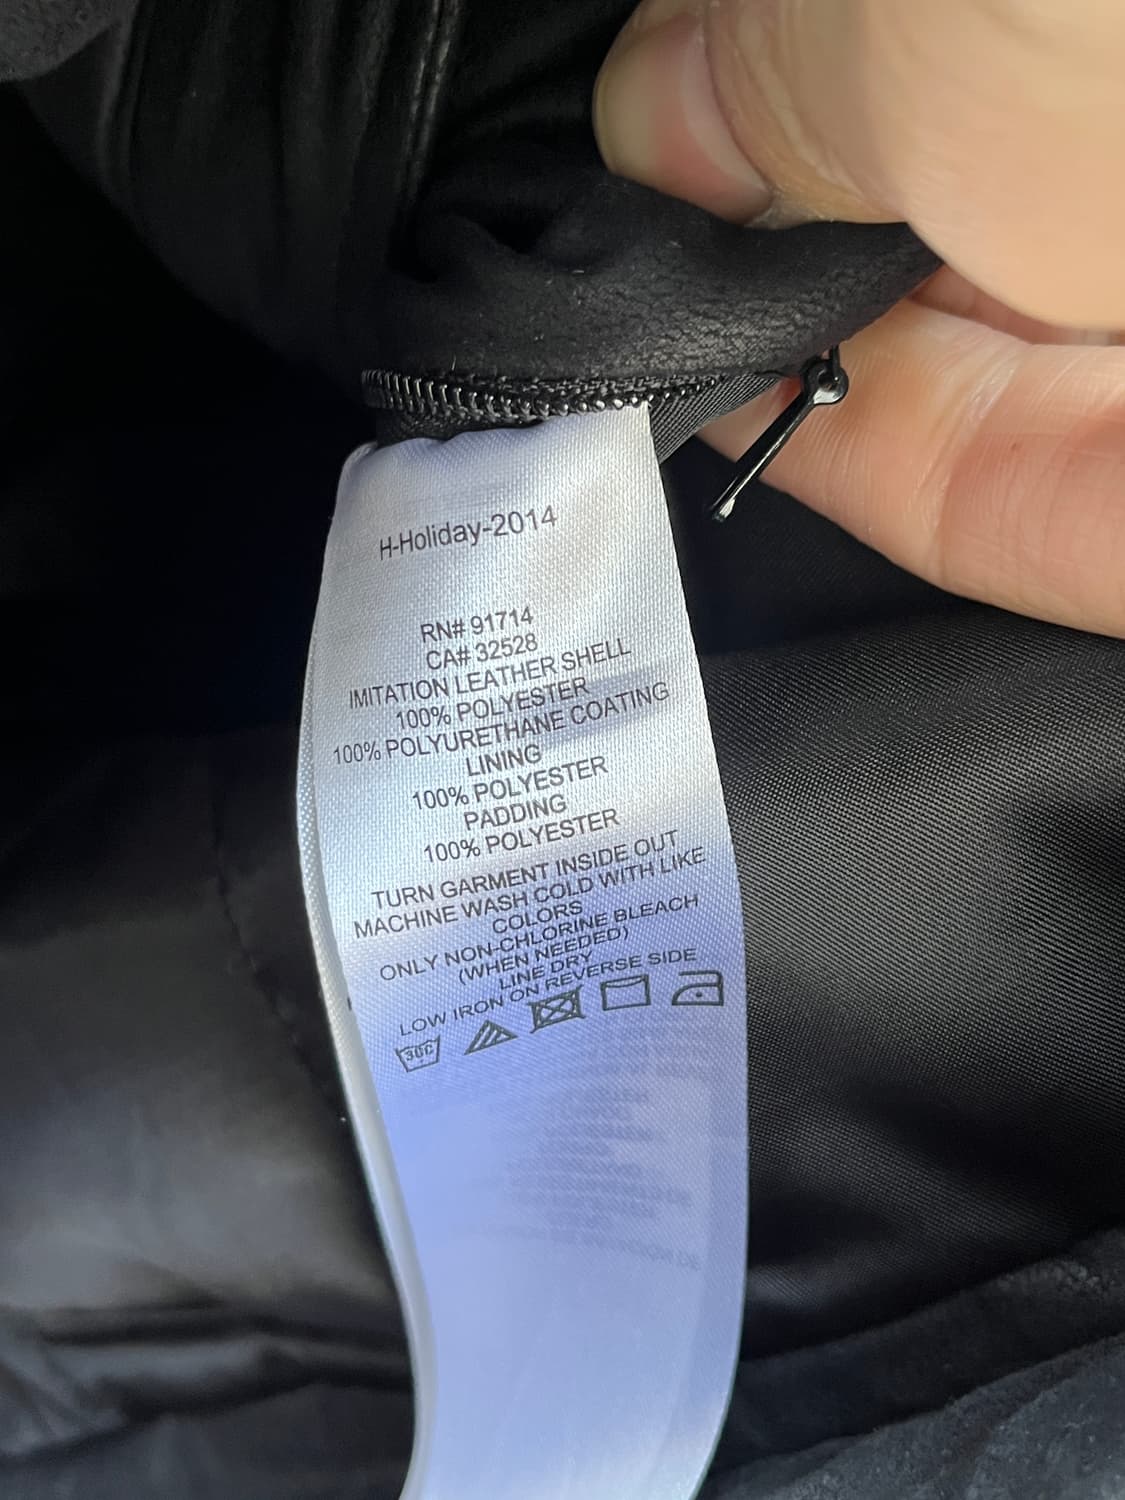 H-Holiday-2014
RN# 91714
CA# 32528
IMITATION LEATHER SHELL
100% POLYESTER
100% POLYURETHANE COATING
LINING
100% POLYESTER
PADDING
100% POLYESTER
TURN GARMENT INSIDE OUT
MACHINE WASH COLD WITH LIKE
COLORS
ONLY NON-CHLORINE BLEACH
(WHEN NEEDED)
LINE DRY
LOW IRON ON REVERSE SIDE
30C